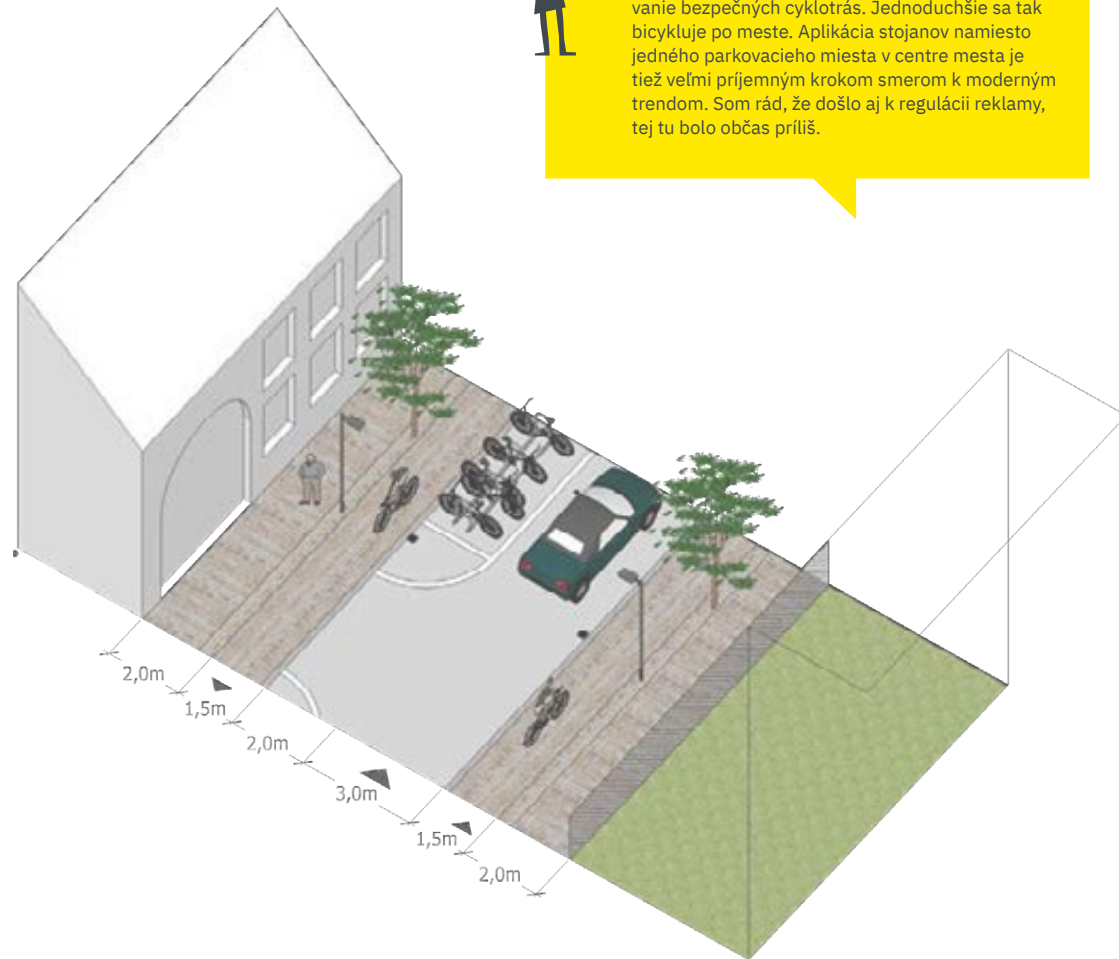 vanie bezpečných cyklotrás. Jednoduchšie sa tak
bicykluje po meste. Aplikácia stojanov namiesto
jedného parkovacieho miesta v centre mesta je
tiež veľmi príjemným krokom smerom k moderným
trendom. Som rád, že došlo aj k regulácii reklamy,
tej tu bolo občas príliš.
2,0m
1,5m
2,0m
3,0m
1,5m
2,0m